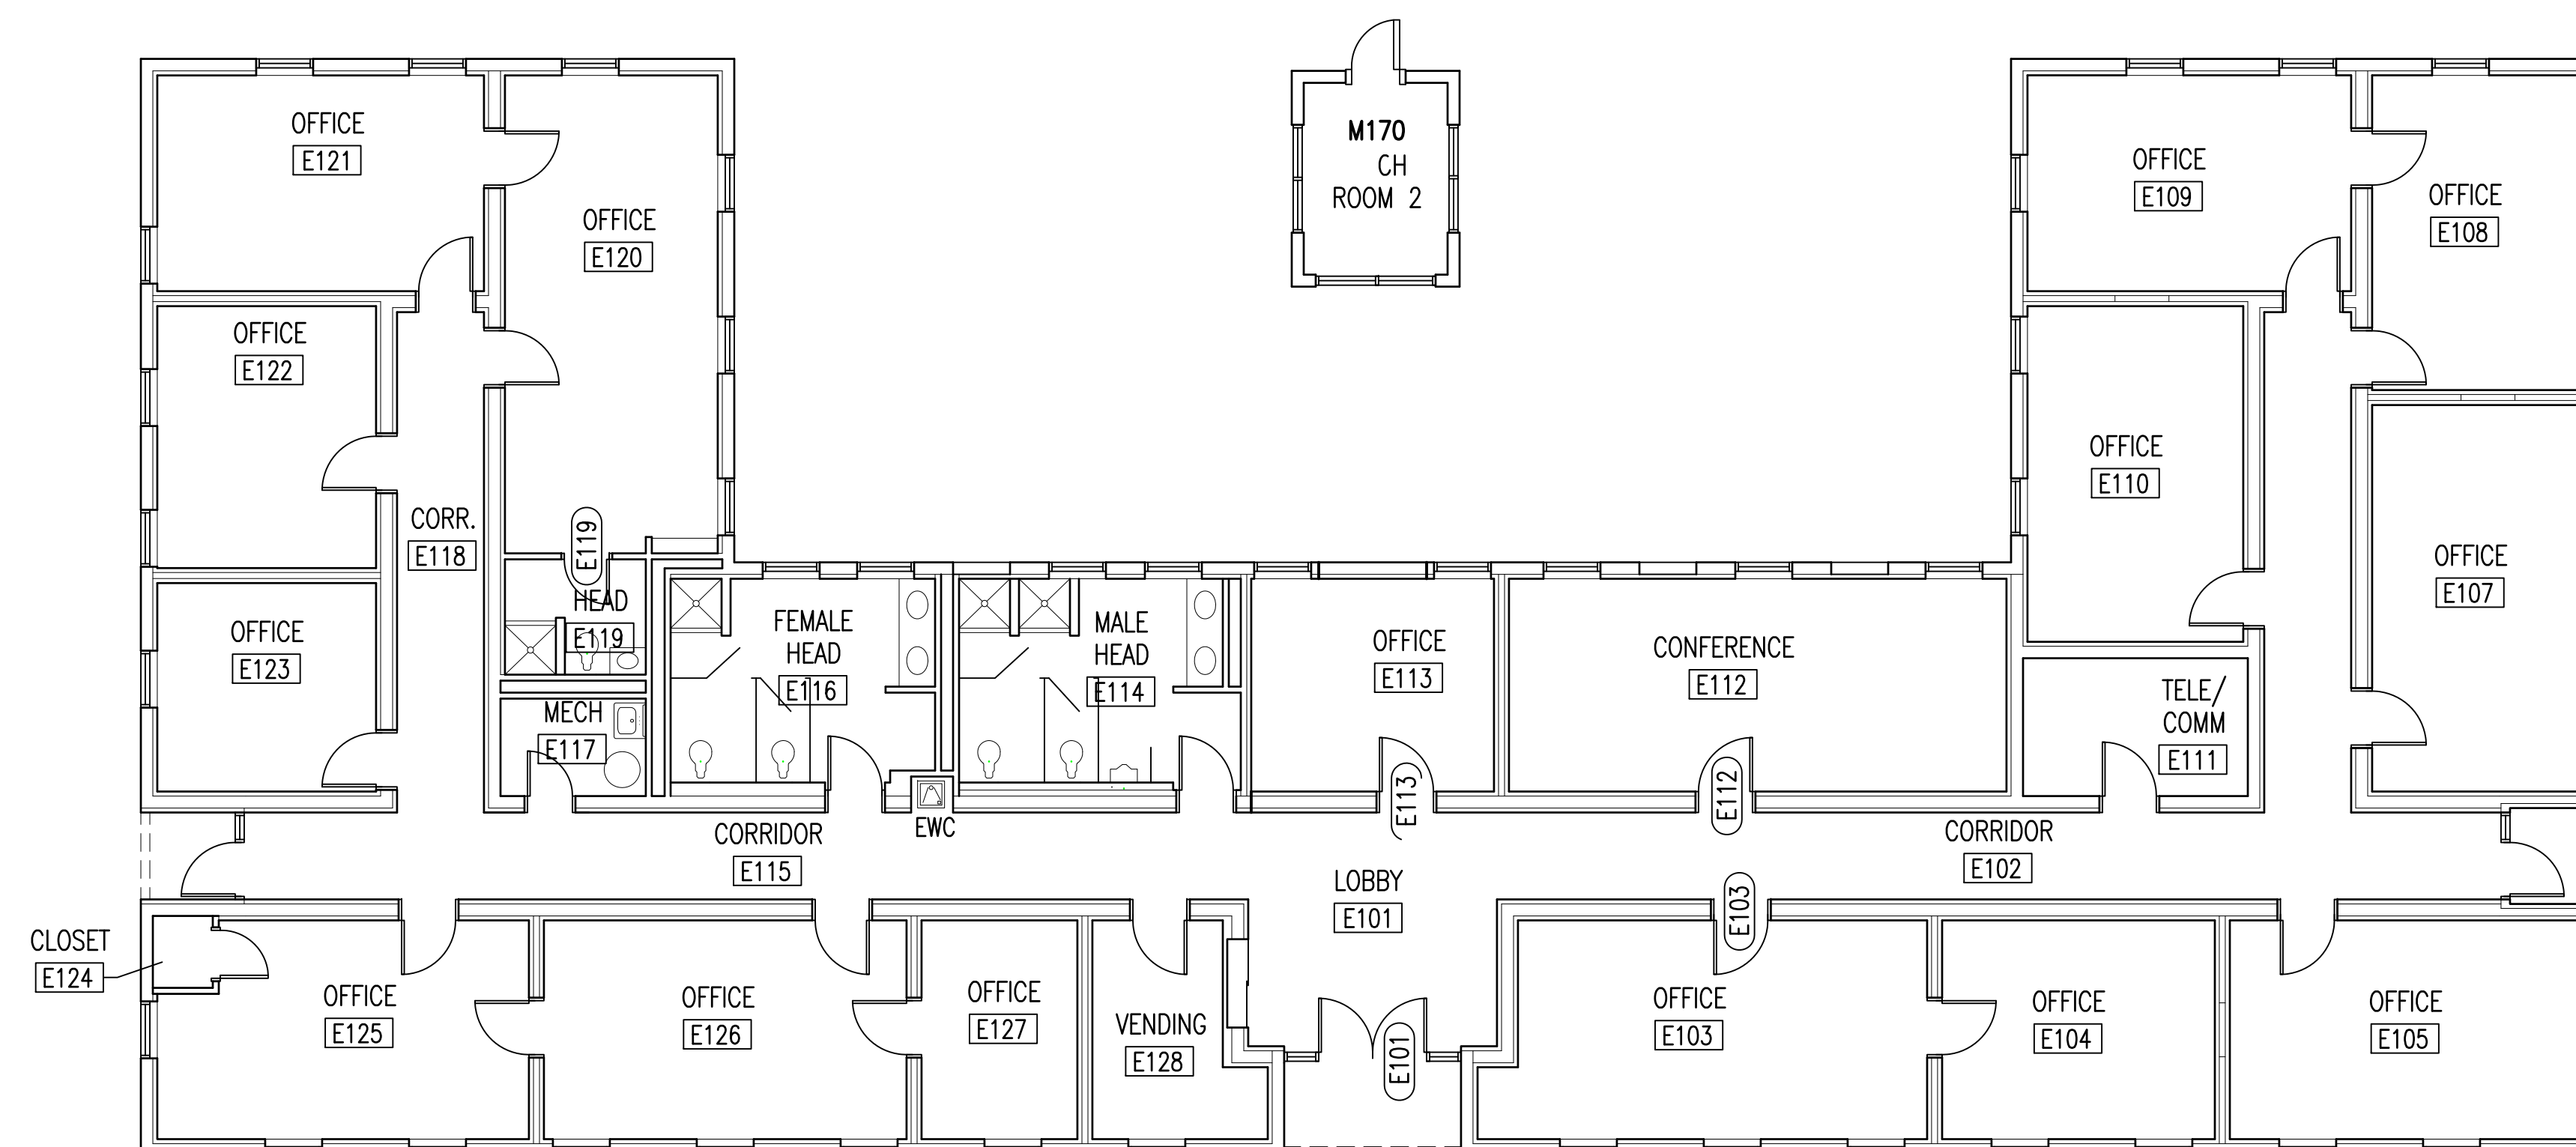 M170
CH
ROOM 2
OFFICE
E121
OFFICE
E109
OFFICE
E108
OFFICE
E120
OFFICE
E122
OFFICE
E110
CORR.
E118
E119
HEAD
E119
OFFICE
E107
OFFICE
E123
FEMALE
HEAD
E116
MALE
HEAD
E114
OFFICE
E113
CONFERENCE
E112
MECH
E117
TELE/
COMM
E111
E113
E112
CORRIDOR
E115
EWC
CORRIDOR
E102
LOBBY
E101
E103
CLOSET
E124
OFFICE
E125
OFFICE
E126
OFFICE
E127
VENDING
E128
E101
OFFICE
E103
OFFICE
E104
OFFICE
E105